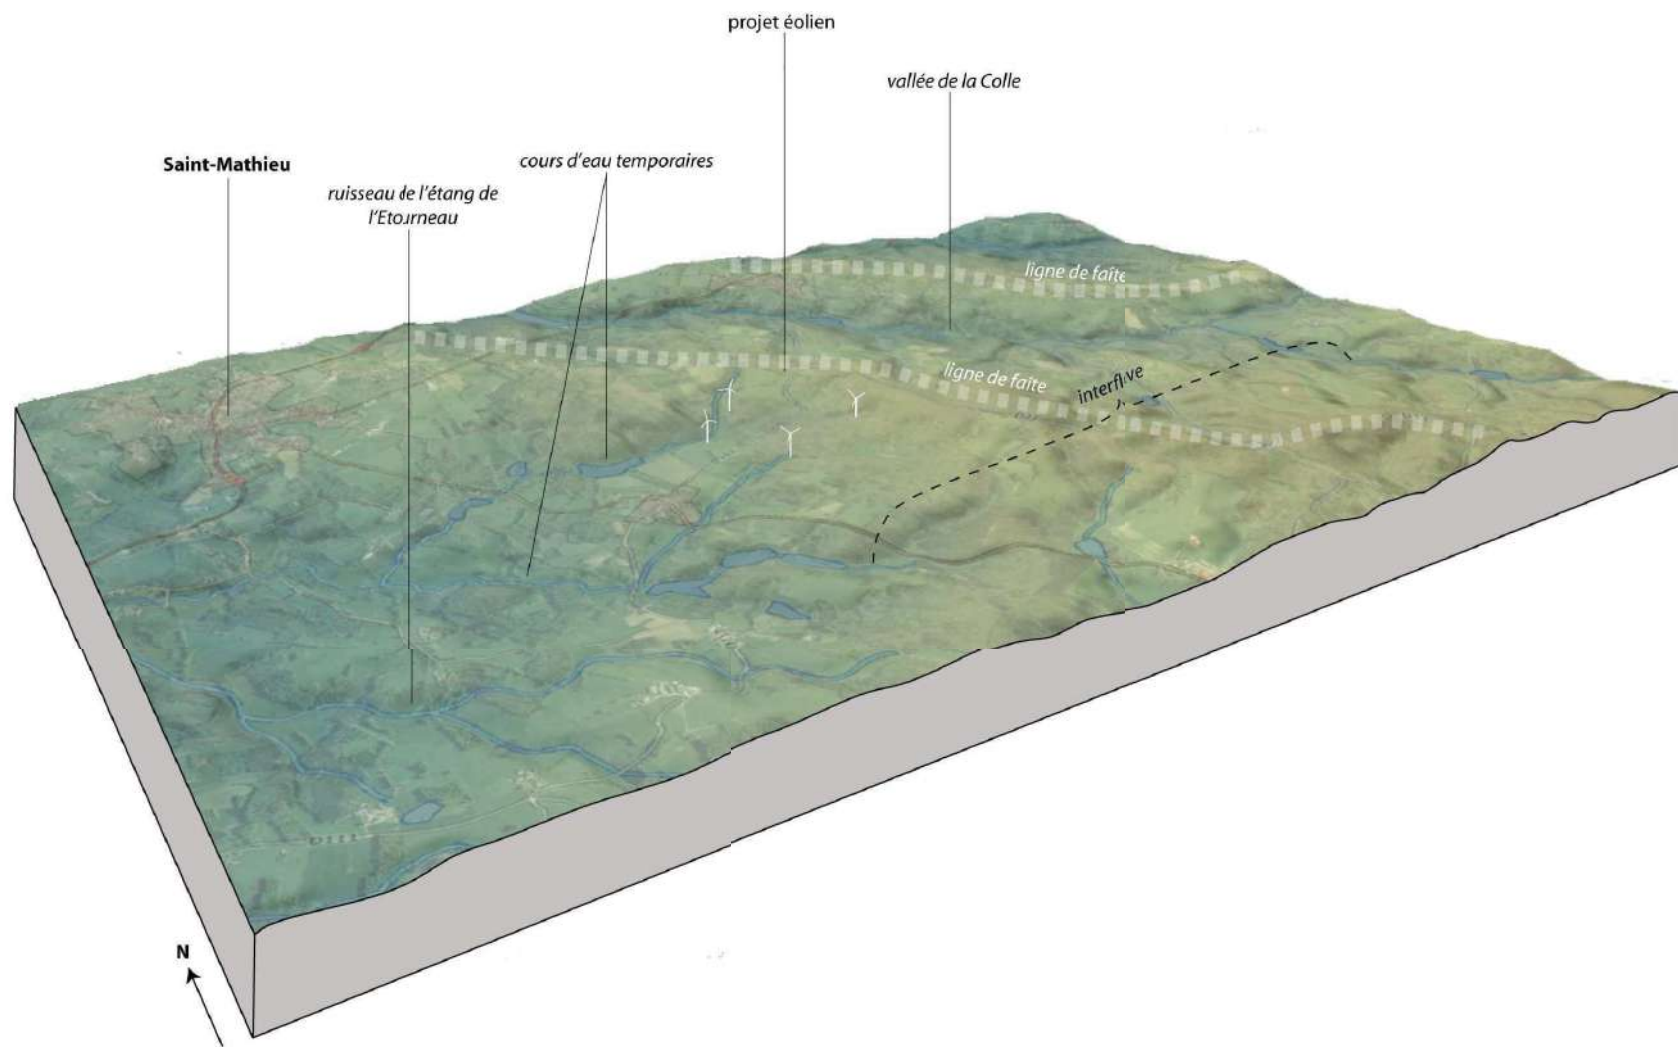 projet éolien
vallée de la Colle
Saint-Mathieu
cours d'eau temporaires
ruisseau de l'étang de
l'Etourneau
ligne de faîte
ligne de faîte
interfluve
D111
N